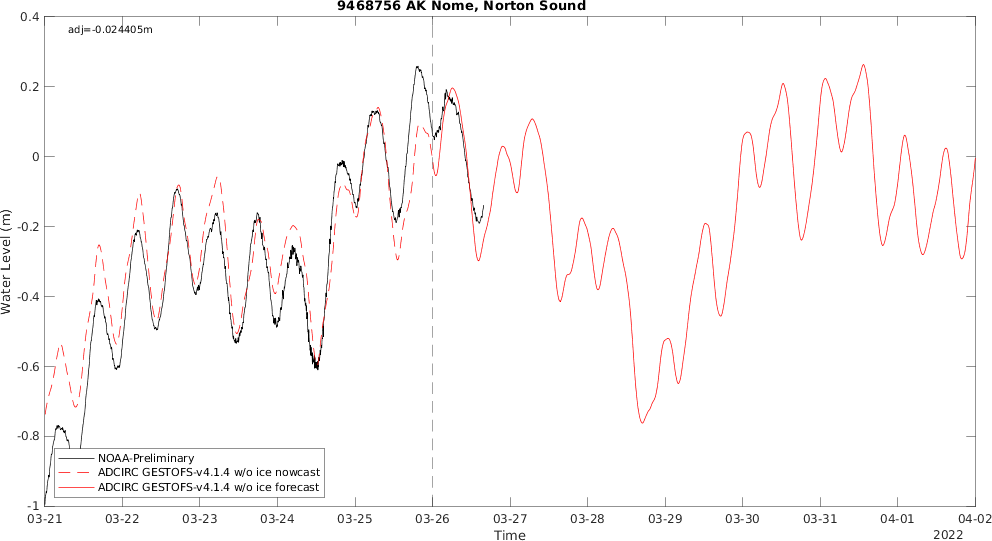 9468756 AK Nome, Norton Sound
adj=-0.024405m
Water Level (m)
0.4
0.2
0
-0.2
-0.4
-0.6
-0.8
-1
NOAA-Preliminary
ADCIRC GESTOFS-v4.1.4 w/o ice nowcast
ADCIRC GESTOFS-v4.1.4 w/o ice forecast
03-21 03-22 03-23 03-24 03-25 03-26 03-27 03-28 03-29 03-30 03-31 04-01 04-02
Time
2022